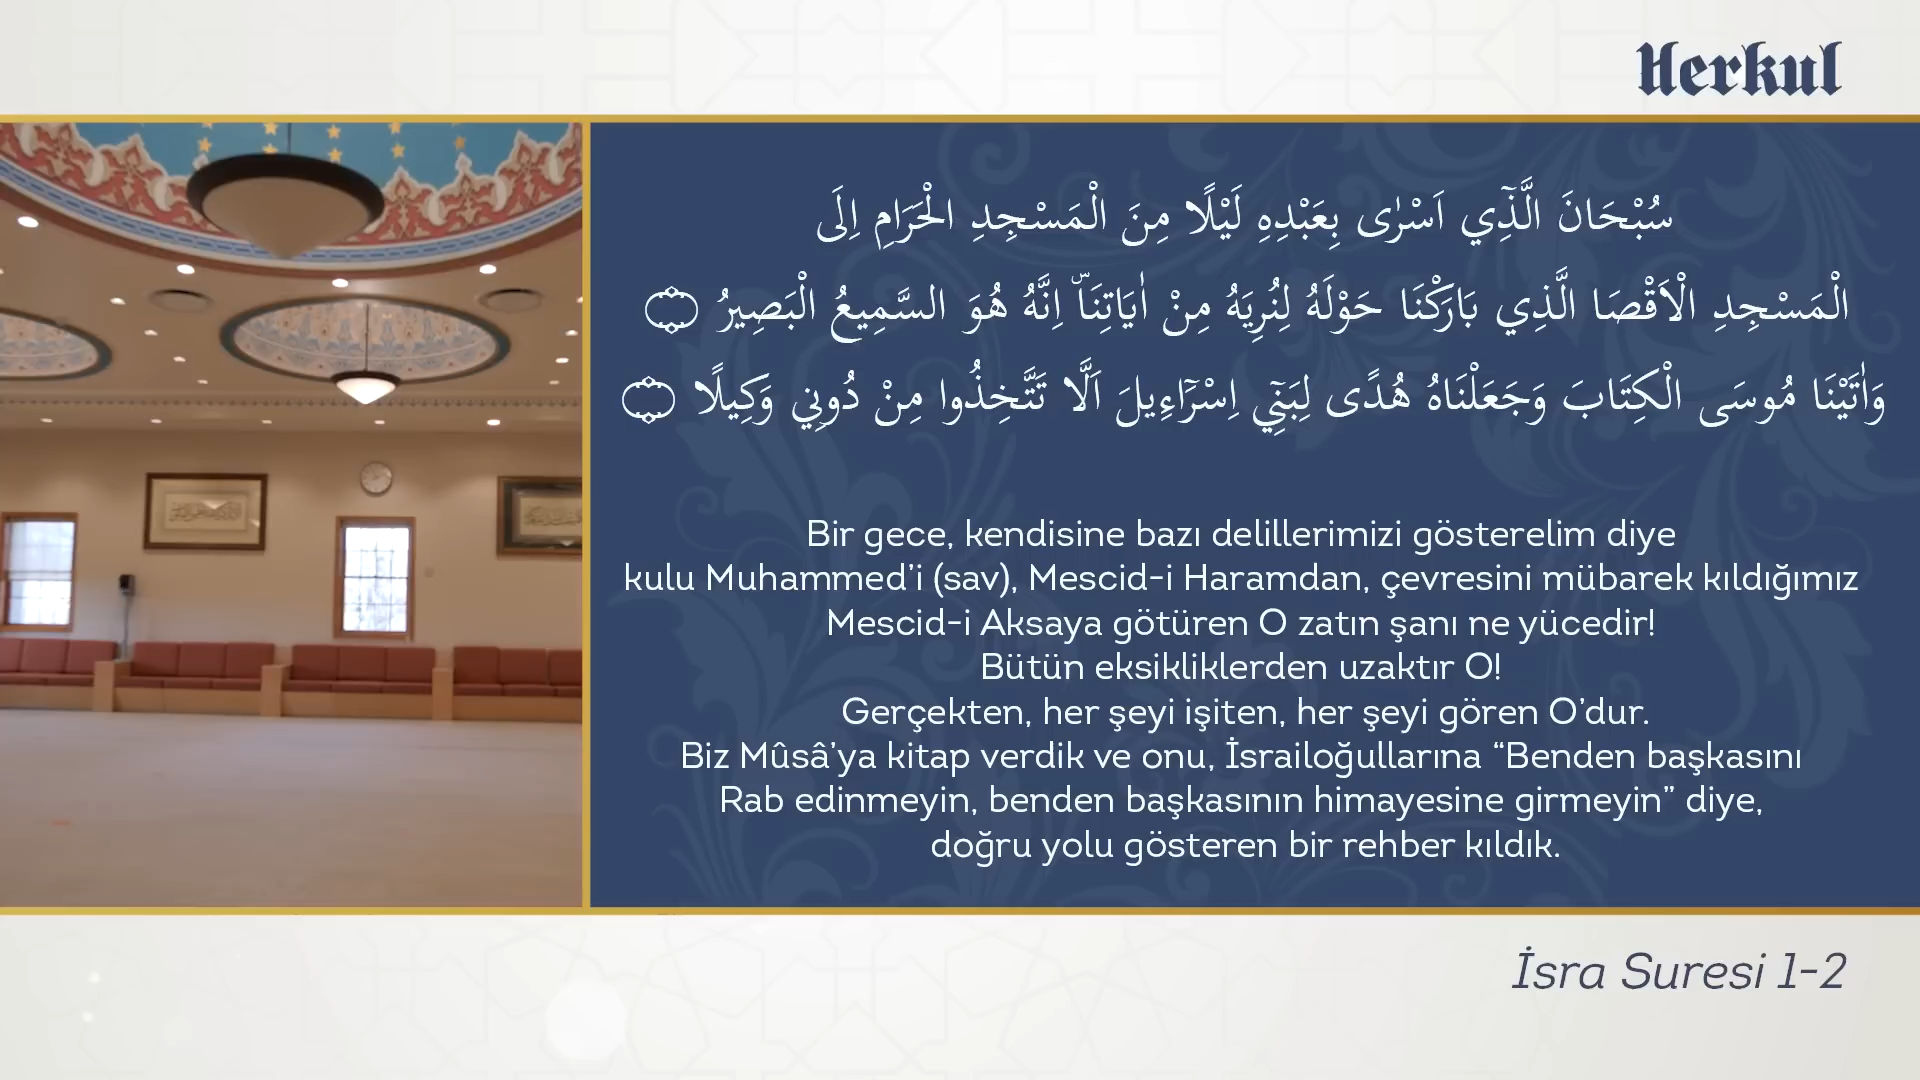 Herkul
سُبْحَانَ الَّذِٓي اَسْرٰى بِعَبْدِهِ لَيْلًا مِنَ الْمَسْجِدِ الْحَرَامِ اِلَى
الْمَسْجِدِ الْاَقْصَا الَّذِي بَارَكْنَا حَوْلَهُ لِنُرِيَهُ مِنْ اٰيَاتِنَاۜ اِنَّهُ هُوَ السَّمِيعُ الْبَصِيرُ ۝
وَاٰتَيْنَا مُوسَى الْكِتَابَ وَجَعَلْنَاهُ هُدًى لِبَنِٓي اِسْرَٓاءِيلَ اَلَّا تَتَّخِذُوا مِنْ دُونِي وَكِيلًا ۝
Bir gece, kendisine bazı delillerimizi gösterelim diye
kulu Muhammed’i (sav), Mescid-i Haramdan, çevresini mübarek kıldığımız
Mescid-i Aksaya götüren O zatın şanı ne yücedir!
Bütün eksikliklerden uzaktır O!
Gerçekten, her şeyi işiten, her şeyi gören O’dur.
Biz Mûsâ’ya kitap verdik ve onu, İsrailoğullarına “Benden başkasını
Rab edinmeyin, benden başkasının himayesine girmeyin” diye,
doğru yolu gösteren bir rehber kıldık.
İsra Suresi 1-2